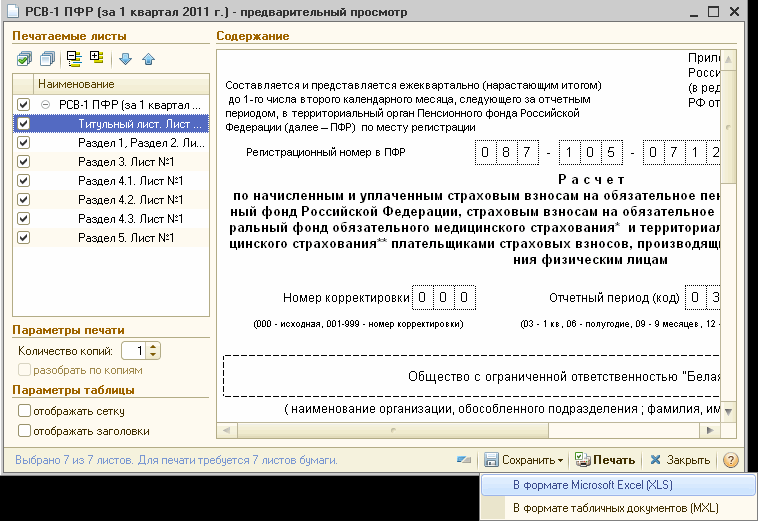 РСВ-1 ПФР (за 1 квартал 2011 г.) - предварительный просмотр
Печатаемые листы
Наименование
РСВ-1 ПФР (за 1 квартал ...
Титульный лист. Лист ...
Раздел 1, Раздел 2. Ли...
Раздел 3. Лист №1
Раздел 4.1. Лист №1
Раздел 4.2. Лист №1
Раздел 4.3. Лист №1
Раздел 5. Лист №1
Параметры печати
Количество копий: 1
разобрать по копиям
Параметры таблицы
отображать сетку
отображать заголовки
Содержание
Прило
Росси
(в ред
РФ от
Составляется и представляется ежеквартально (нарастающим итогом)
до 1-го числа второго календарного месяца, следующего за отчетным
периодом, в территориальный орган Пенсионного фонда Российской
Федерации (далее – ПФР) по месту регистрации
Регистрационный номер в ПФР 0 8 7 - 1 0 5 - 0 7 1 2
Расчет
по начисленным и уплаченным страховым взносам на обязательное пен
ный фонд Российской Федерации, страховым взносам на обязательное
ральный фонд обязательного медицинского страхования* и территориал
цинского страхования** плательщиками страховых взносов, производящи
ния физическим лицам
Номер корректировки 0 0 0 Отчетный период (код) 0 3
(000 - исходная, 001-999 - номер корректировки) (03 - 1 кв , 06 - полугодие, 09 - 9 месяцев , 12 -
Общество с ограниченной ответственностью "Белая
( наименование организации, обособленного подразделения ; фамилия, им
Выбрано 7 из 7 листов. Для печати требуется 7 листов бумаги.
Сохранить Печать Закрыть ?
В формате Microsoft Excel (XLS)
В формате табличных документов (MXL)